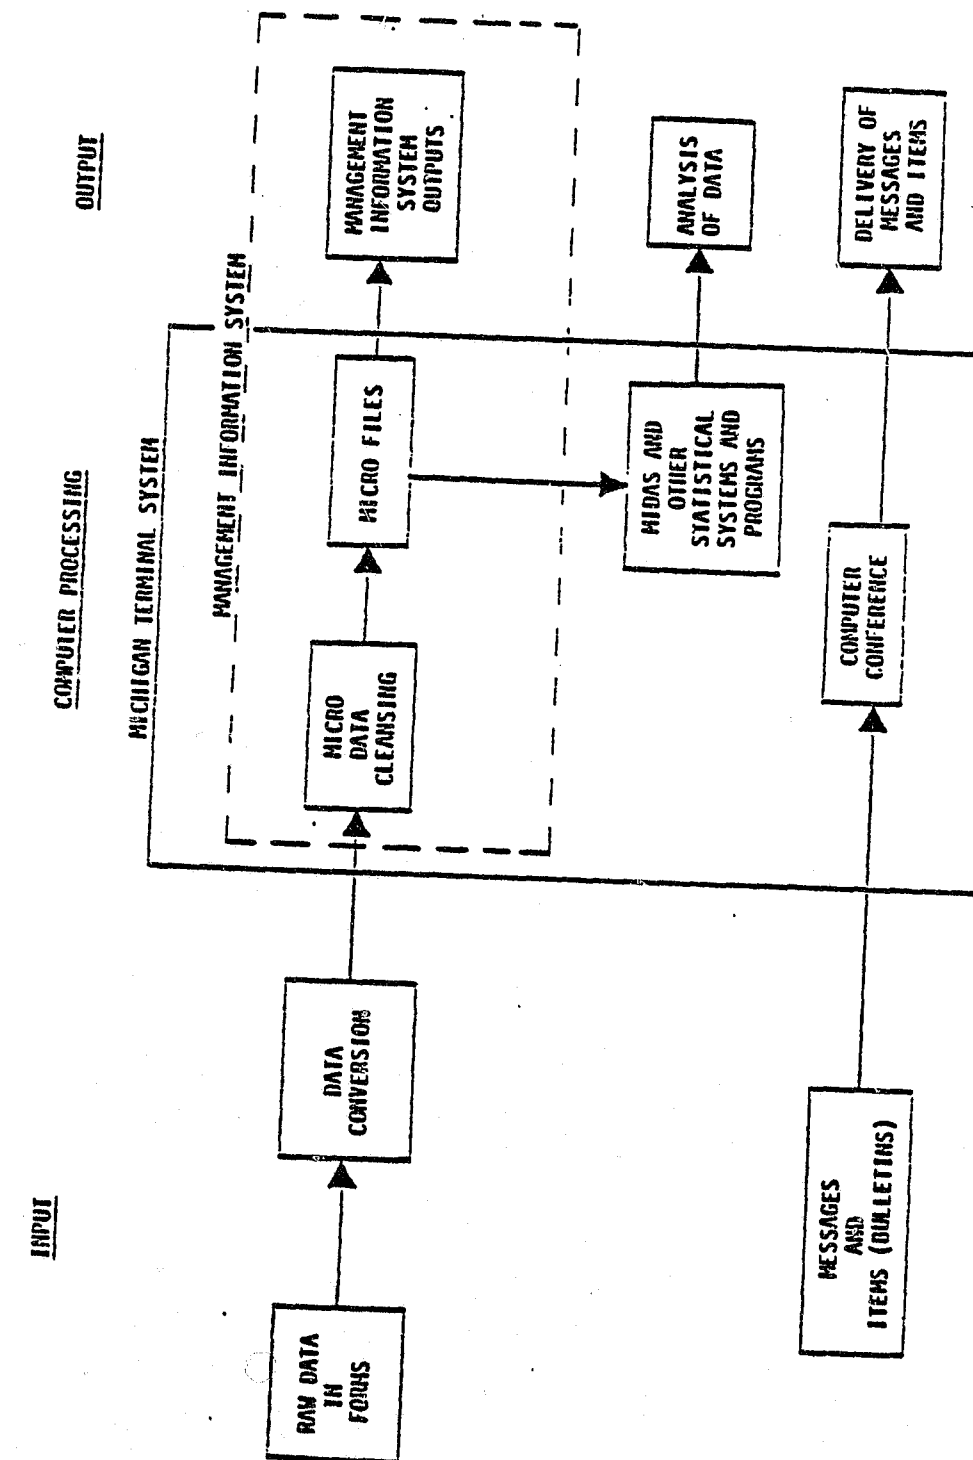 INPUT
COMPUTER PROCESSING
OUTPUT
MICHIGAN TERMINAL SYSTEM
MANAGEMENT INFORMATION SYSTEM
RAW DATA
IN
FORMS
DATA
CONVERSION
MICRO
DATA
CLEANSING
MICRO FILES
MANAGEMENT
INFORMATION
SYSTEM
OUTPUTS
MIDAS AND
OTHER
STATISTICAL
SYSTEMS AND
PROGRAMS
ANALYSIS
OF DATA
MESSAGES
AND
ITEMS (BULLETINS)
COMPUTER
CONFERENCE
DELIVERY OF
MESSAGES
AND ITEMS